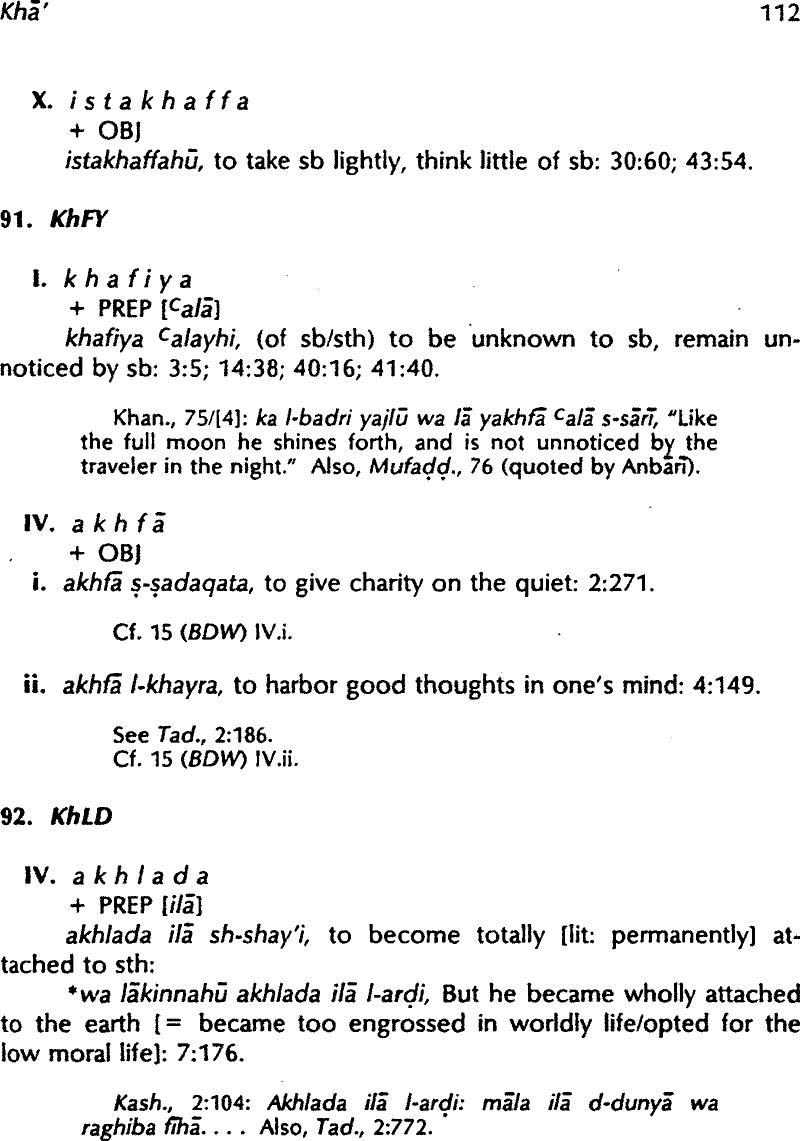 Khā' 112
X. i s t a k h a f f a
+ OBJ
istakhaffahū, to take sb lightly, think little of sb: 30:60; 43:54.
91. KhFY
I. k h a f i y a
+ PREP [ᶜalā]
khafiya ᶜalayhi, (of sb/sth) to be unknown to sb, remain un-
noticed by sb: 3:5; 14:38; 40:16; 41:40.
Khan., 75/[4]: ka l-badri yajlū wa lā yakhfā ᶜalā s-sārī, "Like
the full moon he shines forth, and is not unnoticed by the
traveler in the night." Also, Mufaḍḍ., 76 (quoted by Anbārī).
IV. a k h f ā
+ OBJ
i. akhfā ṣ-ṣadaqata, to give charity on the quiet: 2:271.
Cf. 15 (BDW) IV.i.
ii. akhfā l-khayra, to harbor good thoughts in one's mind: 4:149.
See Tad., 2:186.
Cf. 15 (BDW) IV.ii.
92. KhLD
IV. a k h l a d a
+ PREP [ilā]
akhlada ilā sh-shay'i, to become totally [lit: permanently] at-
tached to sth:
*wa lākinnahū akhlada ilā l-arḍi, But he became wholly attached
to the earth [= became too engrossed in worldly life/opted for the
low moral life]: 7:176.
Kash., 2:104: Akhlada ilā l-arḍi: māla ilā d-dunyā wa
raghiba fīhā. . . . Also, Tad., 2:772.